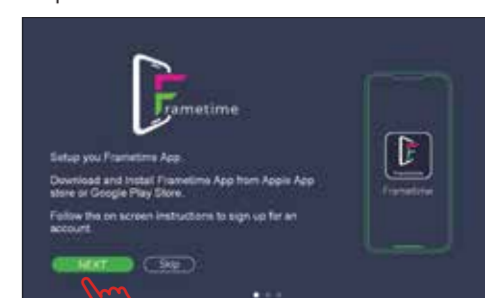 Frametime
Setup you Frametime App
Download and Install Frametime App from Apple App
store or Google Play Store.
Follow the on screen instructions to sign up for an
account.
Frametime
Frametime
NEXT
Skip